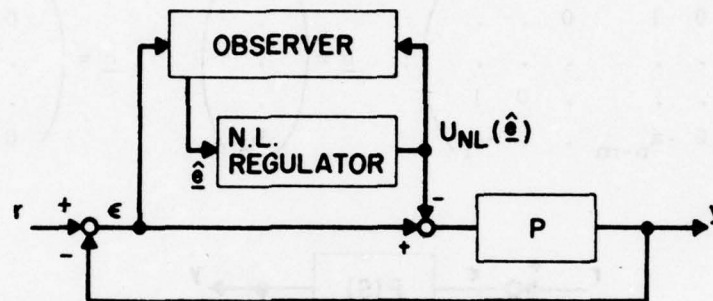 OBSERVER
N.L.
REGULATOR
U_NL(ê)
ê
r + ϵ
-
-
+
P
y